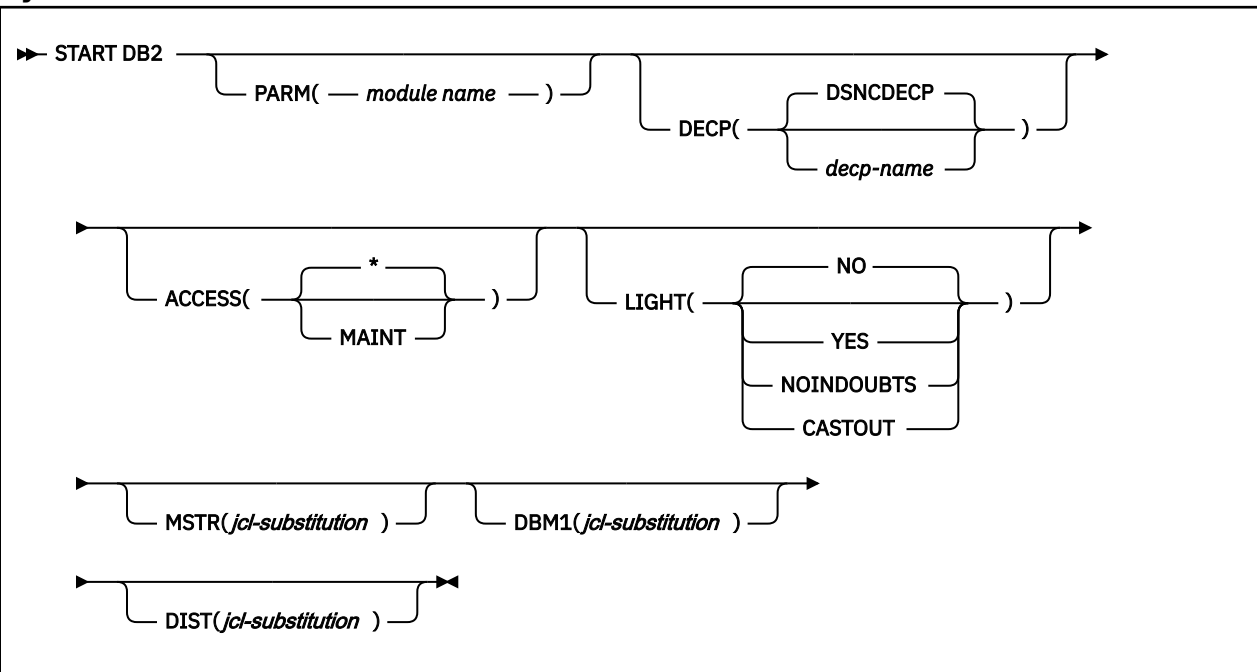 START DB2
PARM( module name )
DECP( DSNCDECP )
decp-name
ACCESS( * )
MAINT
LIGHT( NO )
YES
NOINDOUBTS
CASTOUT
MSTR(jcl-substitution ) DBM1(jcl-substitution )
DIST(jcl-substitution )